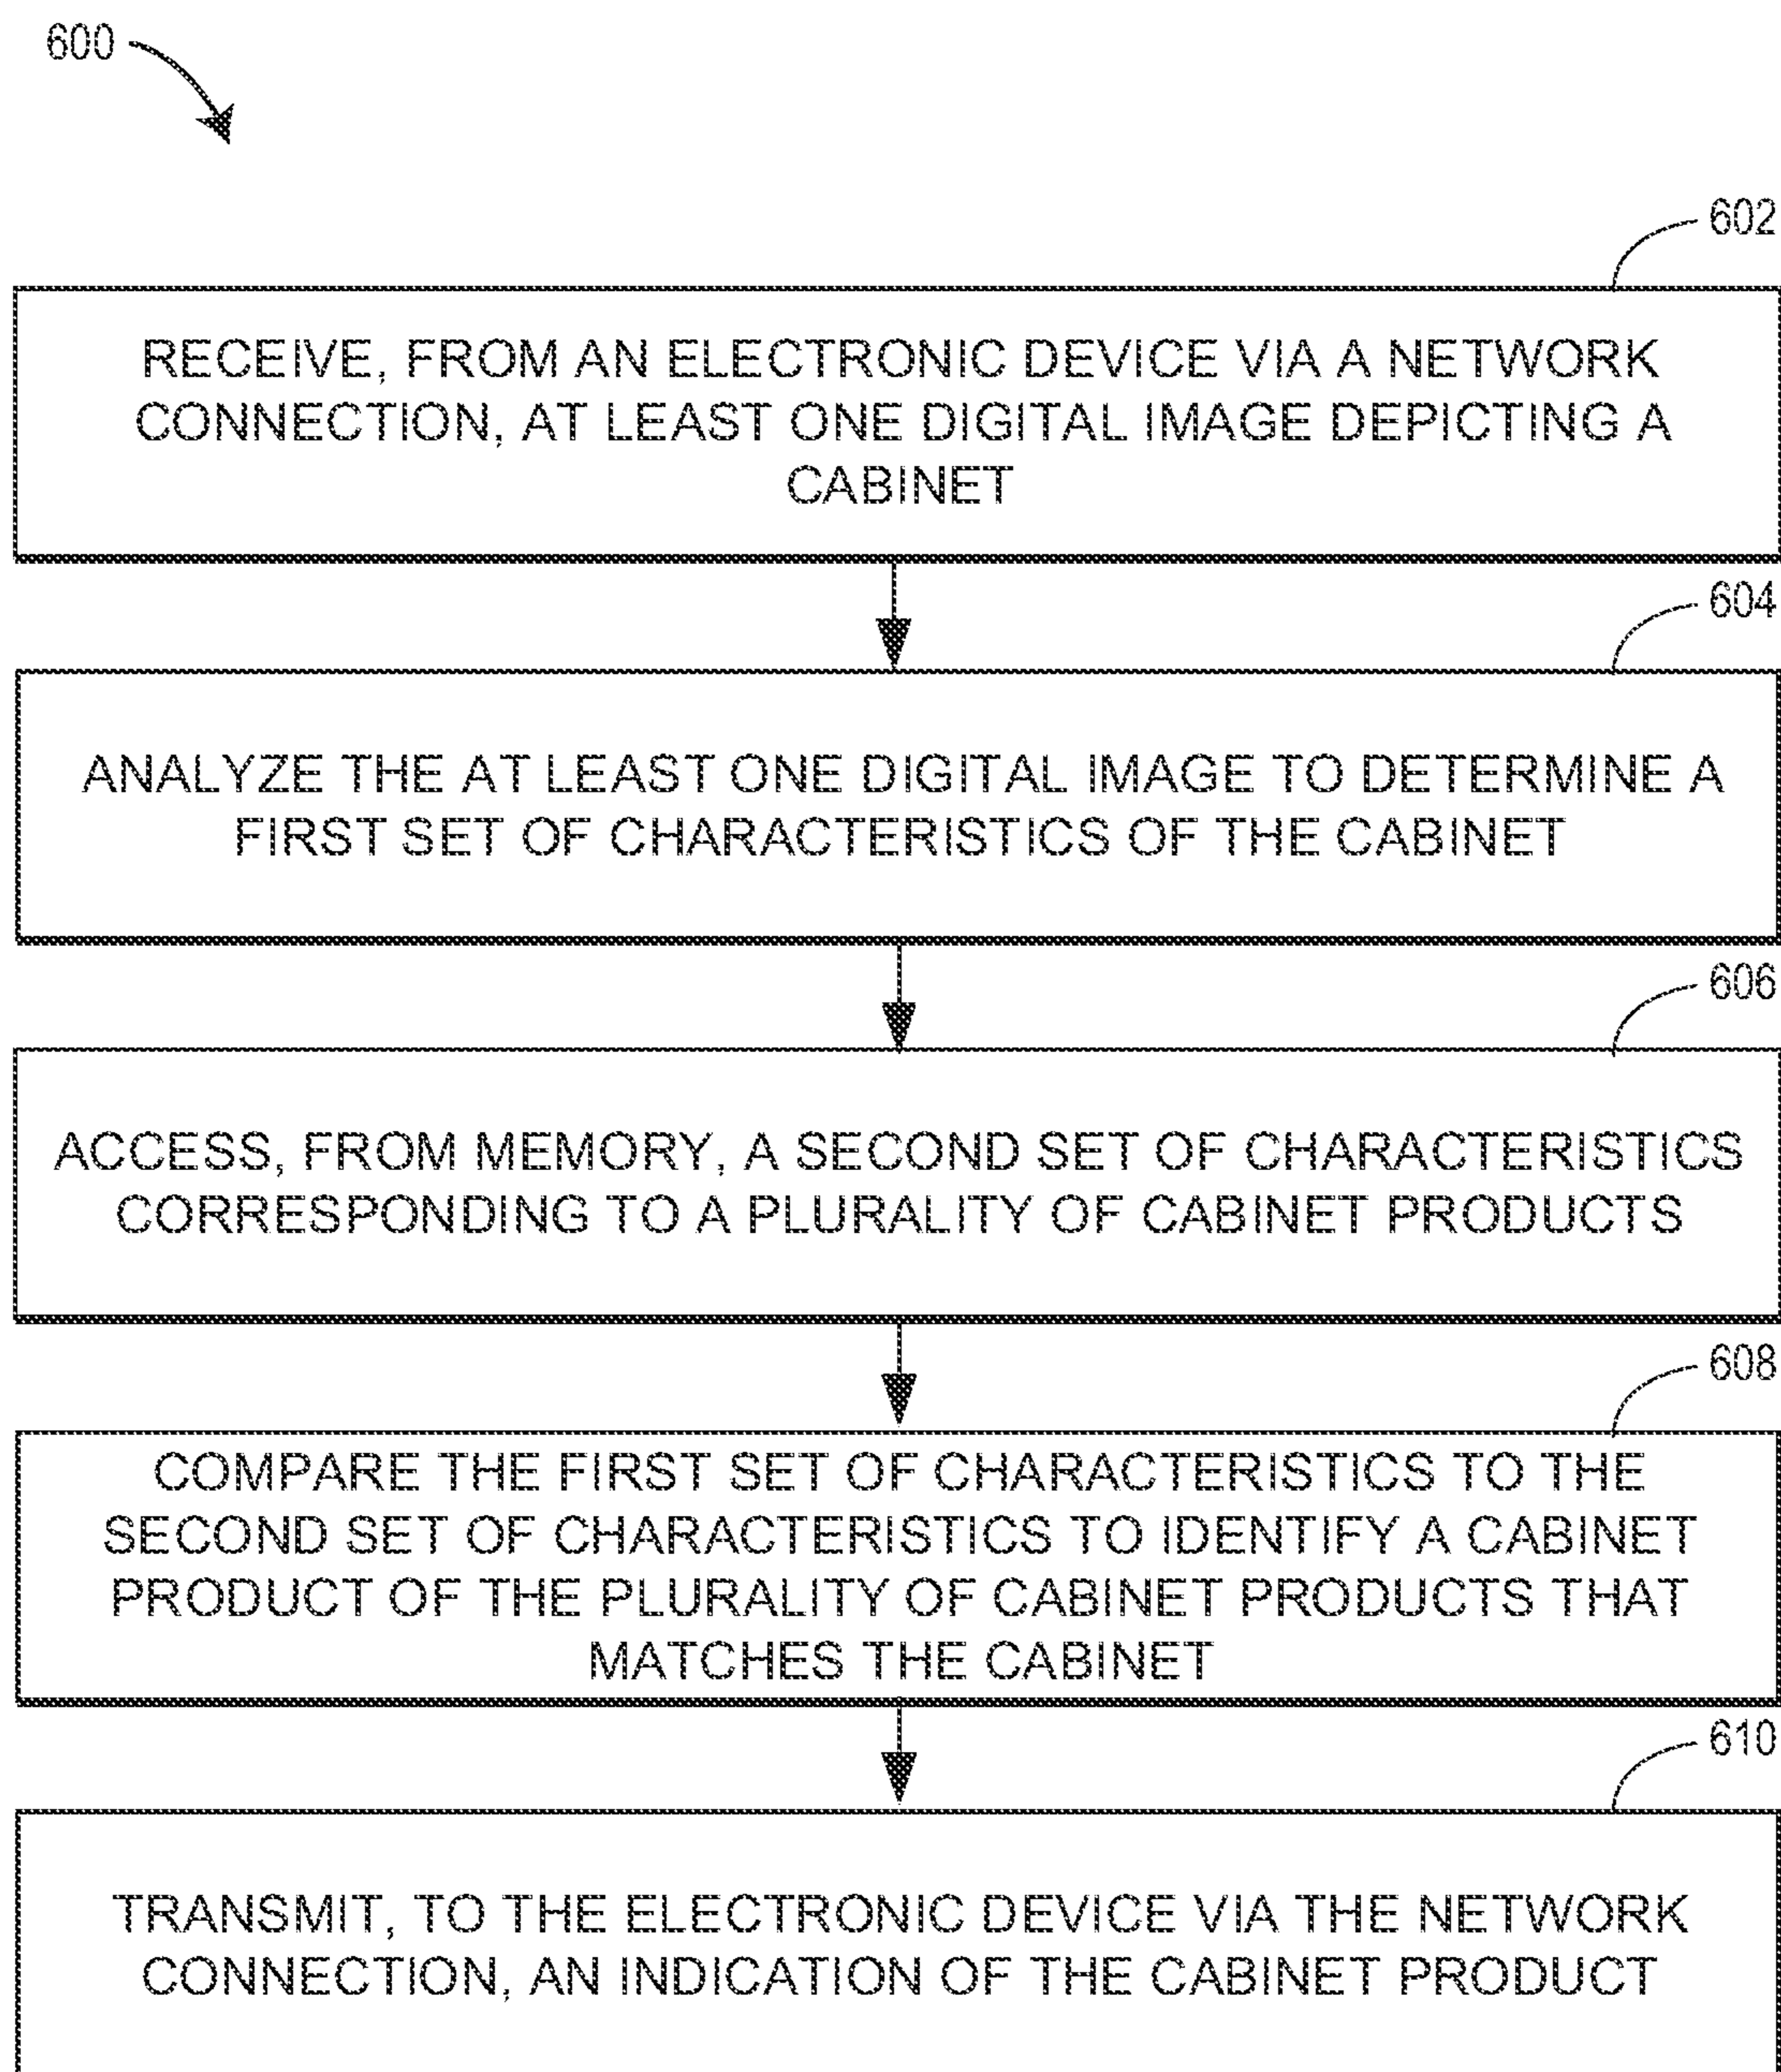 600
602
RECEIVE, FROM AN ELECTRONIC DEVICE VIA A NETWORK
CONNECTION, AT LEAST ONE DIGITAL IMAGE DEPICTING A
CABINET
604
ANALYZE THE AT LEAST ONE DIGITAL IMAGE TO DETERMINE A
FIRST SET OF CHARACTERISTICS OF THE CABINET
606
ACCESS, FROM MEMORY, A SECOND SET OF CHARACTERISTICS
CORRESPONDING TO A PLURALITY OF CABINET PRODUCTS
608
COMPARE THE FIRST SET OF CHARACTERISTICS TO THE
SECOND SET OF CHARACTERISTICS TO IDENTIFY A CABINET
PRODUCT OF THE PLURALITY OF CABINET PRODUCTS THAT
MATCHES THE CABINET
610
TRANSMIT, TO THE ELECTRONIC DEVICE VIA THE NETWORK
CONNECTION, AN INDICATION OF THE CABINET PRODUCT